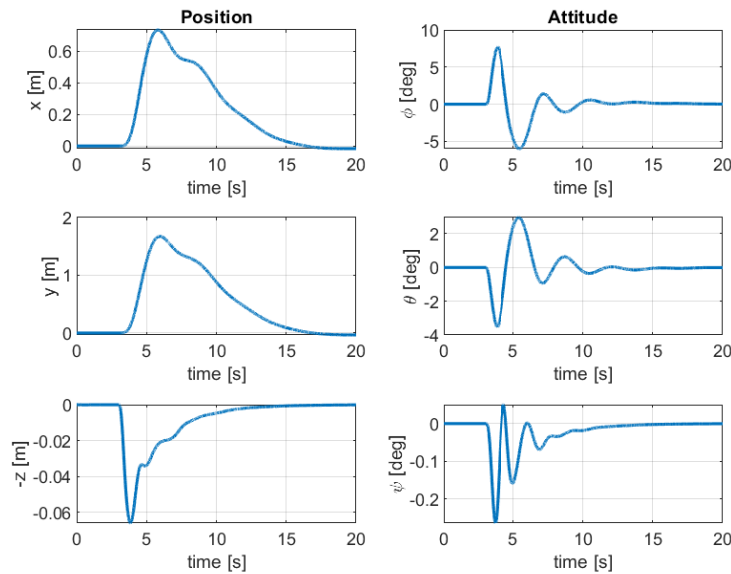 Position
x [m]
0.6
0.4
0.2
0
0 5 10 15 20
time [s]
Attitude
ϕ [deg]
10
5
0
-5
0 5 10 15 20
time [s]
y [m]
2
1
0
0 5 10 15 20
time [s]
θ [deg]
2
0
-2
-4
0 5 10 15 20
time [s]
-z [m]
0
-0.02
-0.04
-0.06
0 5 10 15 20
time [s]
ψ [deg]
0
-0.1
-0.2
0 5 10 15 20
time [s]